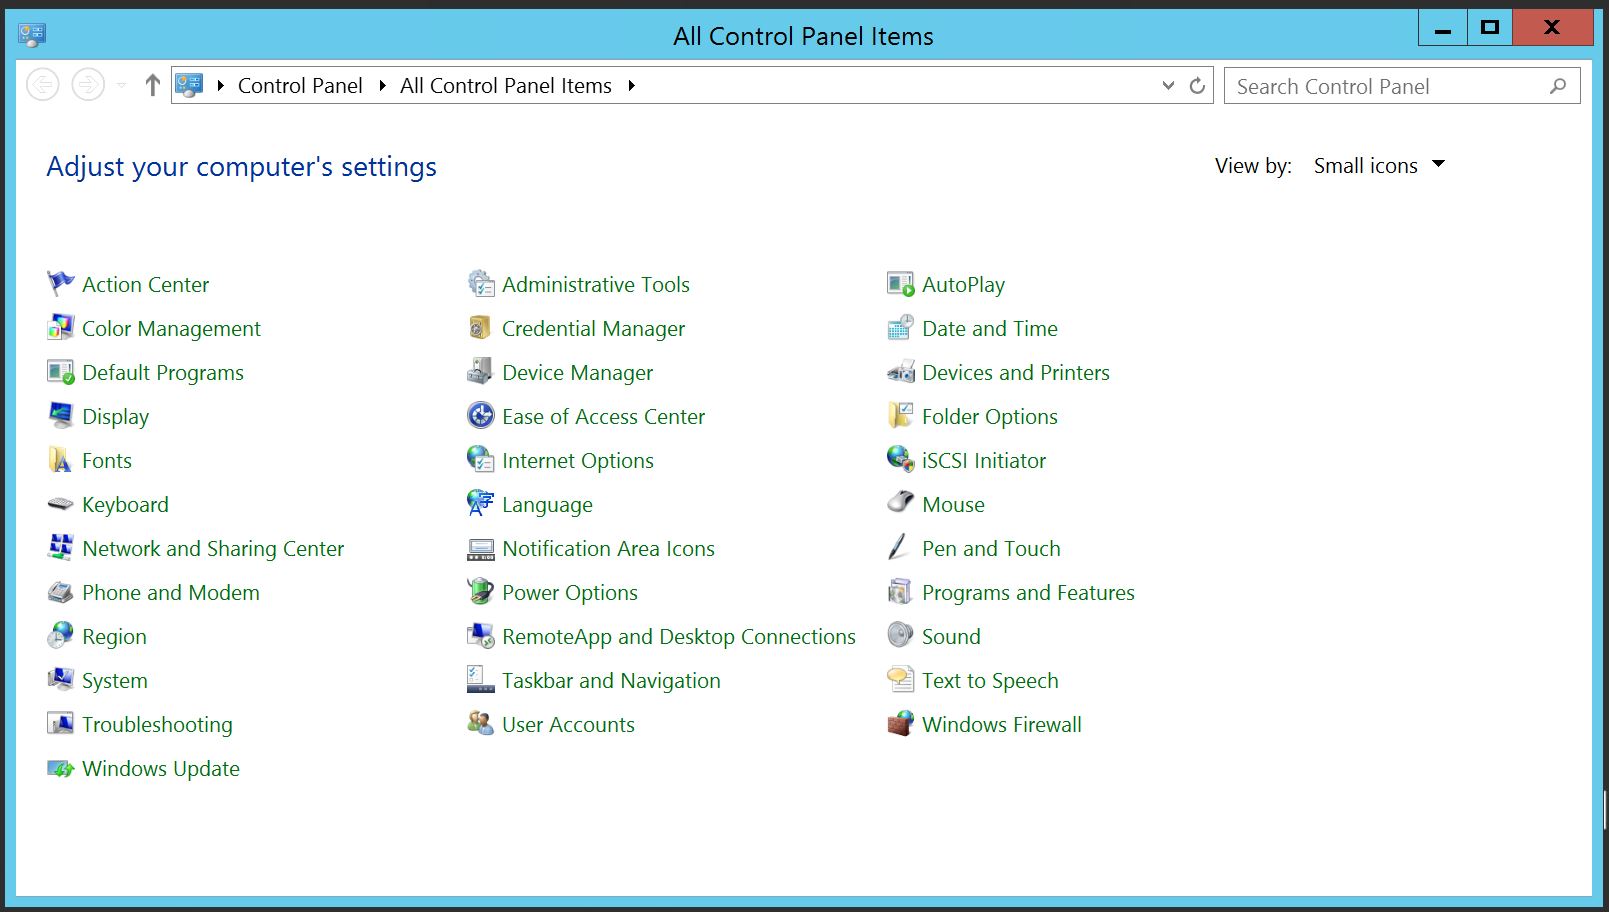 All Control Panel Items
Control Panel All Control Panel Items
Search Control Panel
Adjust your computer's settings
View by: Small icons
Action Center Administrative Tools AutoPlay
Color Management Credential Manager Date and Time
Default Programs Device Manager Devices and Printers
Display Ease of Access Center Folder Options
Fonts Internet Options iSCSI Initiator
Keyboard Language Mouse
Network and Sharing Center Notification Area Icons Pen and Touch
Phone and Modem Power Options Programs and Features
Region RemoteApp and Desktop Connections Sound
System Taskbar and Navigation Text to Speech
Troubleshooting User Accounts Windows Firewall
Windows Update